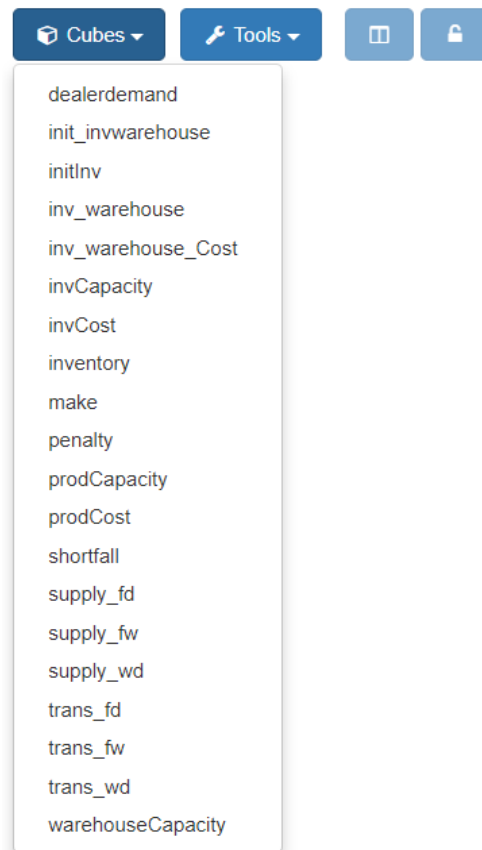 Cubes Tools
dealerdemand
init_invwarehouse
initInv
inv_warehouse
inv_warehouse_Cost
invCapacity
invCost
inventory
make
penalty
prodCapacity
prodCost
shortfall
supply_fd
supply_fw
supply_wd
trans_fd
trans_fw
trans_wd
warehouseCapacity